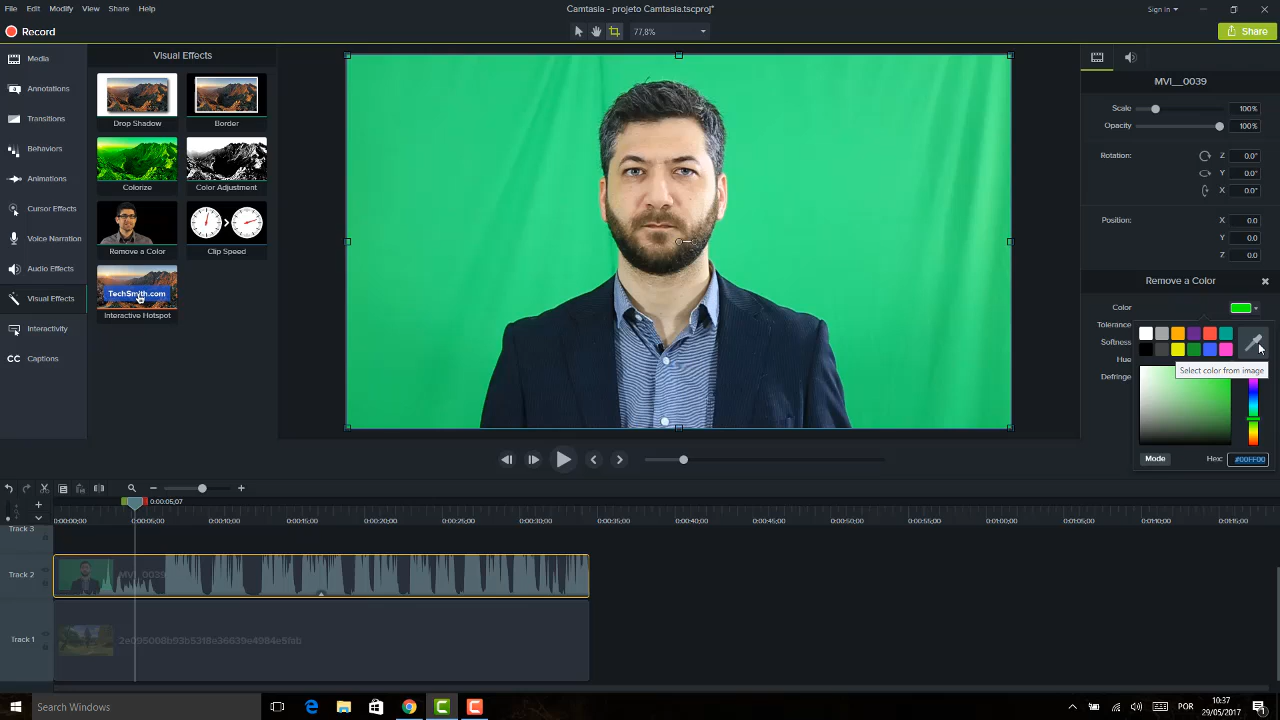 File Edit Modify View Share Help
Camtasia - projeto Camtasia.tscproj*
Sign in
Record
77,8%
Share
Media
Annotations
Transitions
Behaviors
Animations
Cursor Effects
Voice Narration
Audio Effects
Visual Effects
Interactivity
CC Captions
Visual Effects
Drop Shadow
Border
Colorize
Color Adjustment
Remove a Color
Clip Speed
TechSmith.com
Interactive Hotspot
MVI__0039
Scale 100%
Opacity 100%
Rotation: Z 0.0°
Y 0.0°
X 0.0°
Position: X 0.0
Y 0.0
Z 0.0
Remove a Color
Color
Tolerance
Softness
Hue
Defringe
Select color from image
Mode Hex: #00FF00
0:00:05;07
0:00:00;00 0:00:05;00 0:00:10;00 0:00:15;00 0:00:20;00 0:00:25;00 0:00:30;00 0:00:35;00 0:00:40;00 0:00:45;00 0:00:50;00 0:00:55;00 0:01:00;00 0:01:05;00 0:01:10;00 0:01:15;00
Track 3
Track 2
MVI_0039
Track 1
Search Windows
10:37
29/05/2017